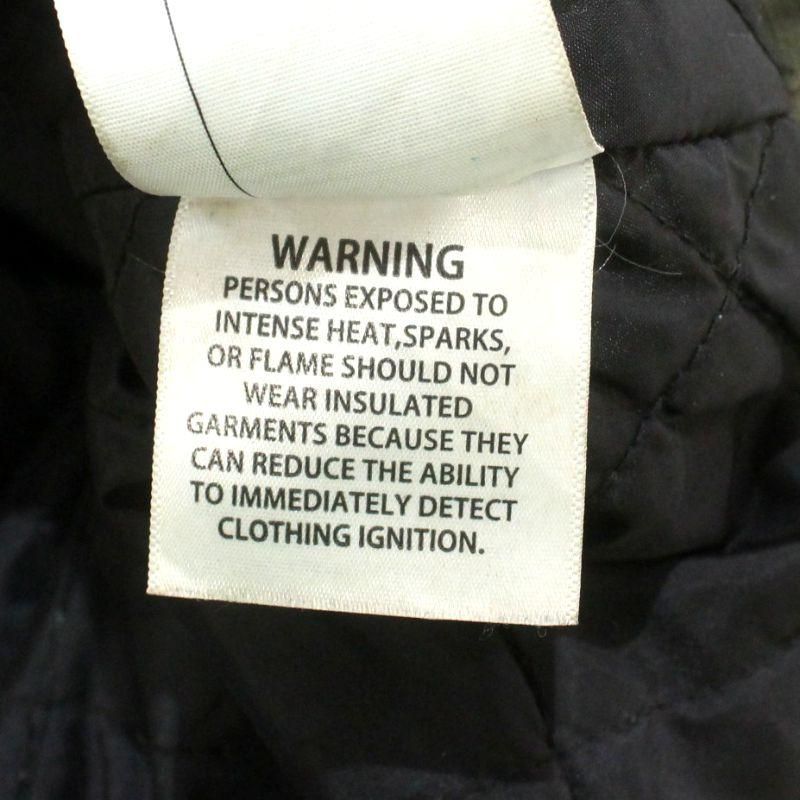 WARNING
PERSONS EXPOSED TO
INTENSE HEAT,SPARKS,
OR FLAME SHOULD NOT
WEAR INSULATED
GARMENTS BECAUSE THEY
CAN REDUCE THE ABILITY
TO IMMEDIATELY DETECT
CLOTHING IGNITION.